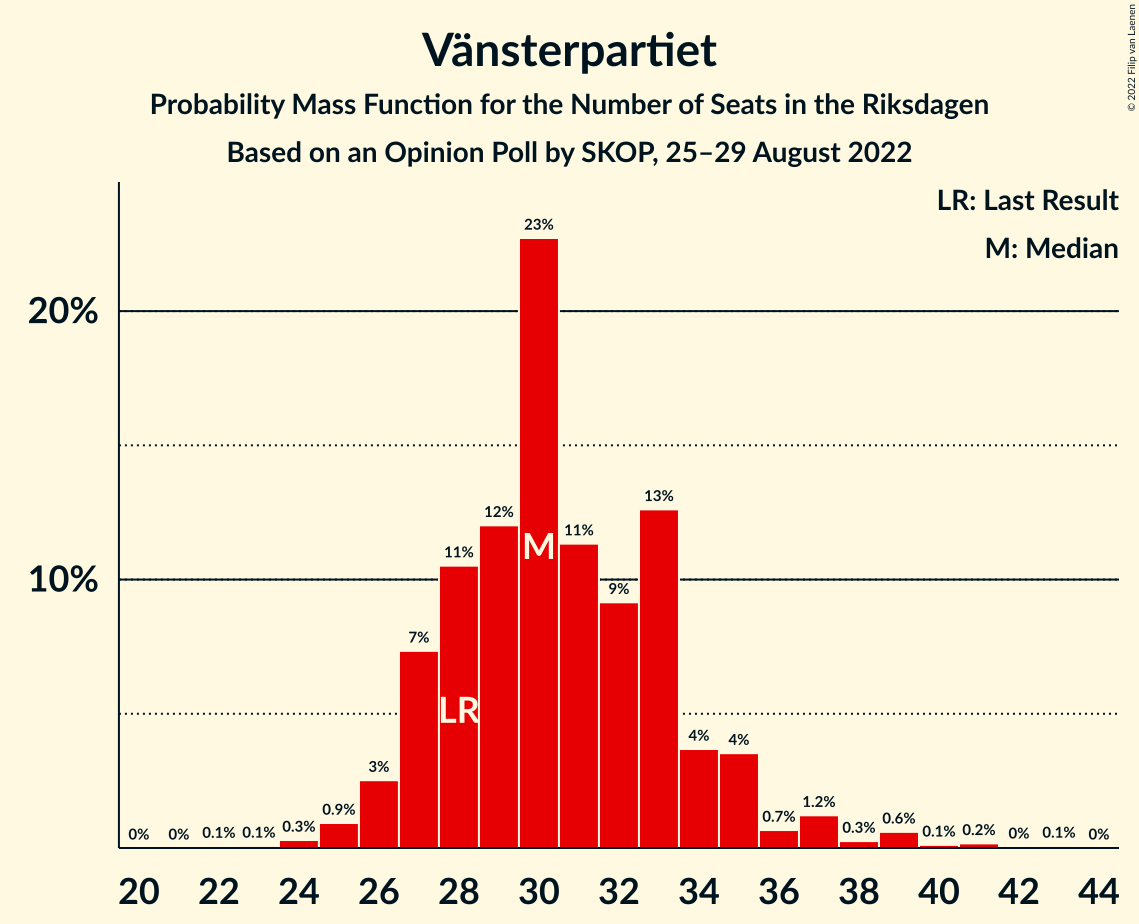 Vänsterpartiet
Probability Mass Function for the Number of Seats in the Riksdagen
Based on an Opinion Poll by SKOP, 25–29 August 2022
© 2022 Filip van Laenen
LR: Last Result
M: Median
20%
10%
0% 0% 0.1% 0.1% 0.3% 0.9% 3% 7% 11% 12% 23% 11% 9% 13% 4% 4% 0.7% 1.2% 0.3% 0.6% 0.1% 0.2% 0% 0.1% 0%
M
LR
20 22 24 26 28 30 32 34 36 38 40 42 44